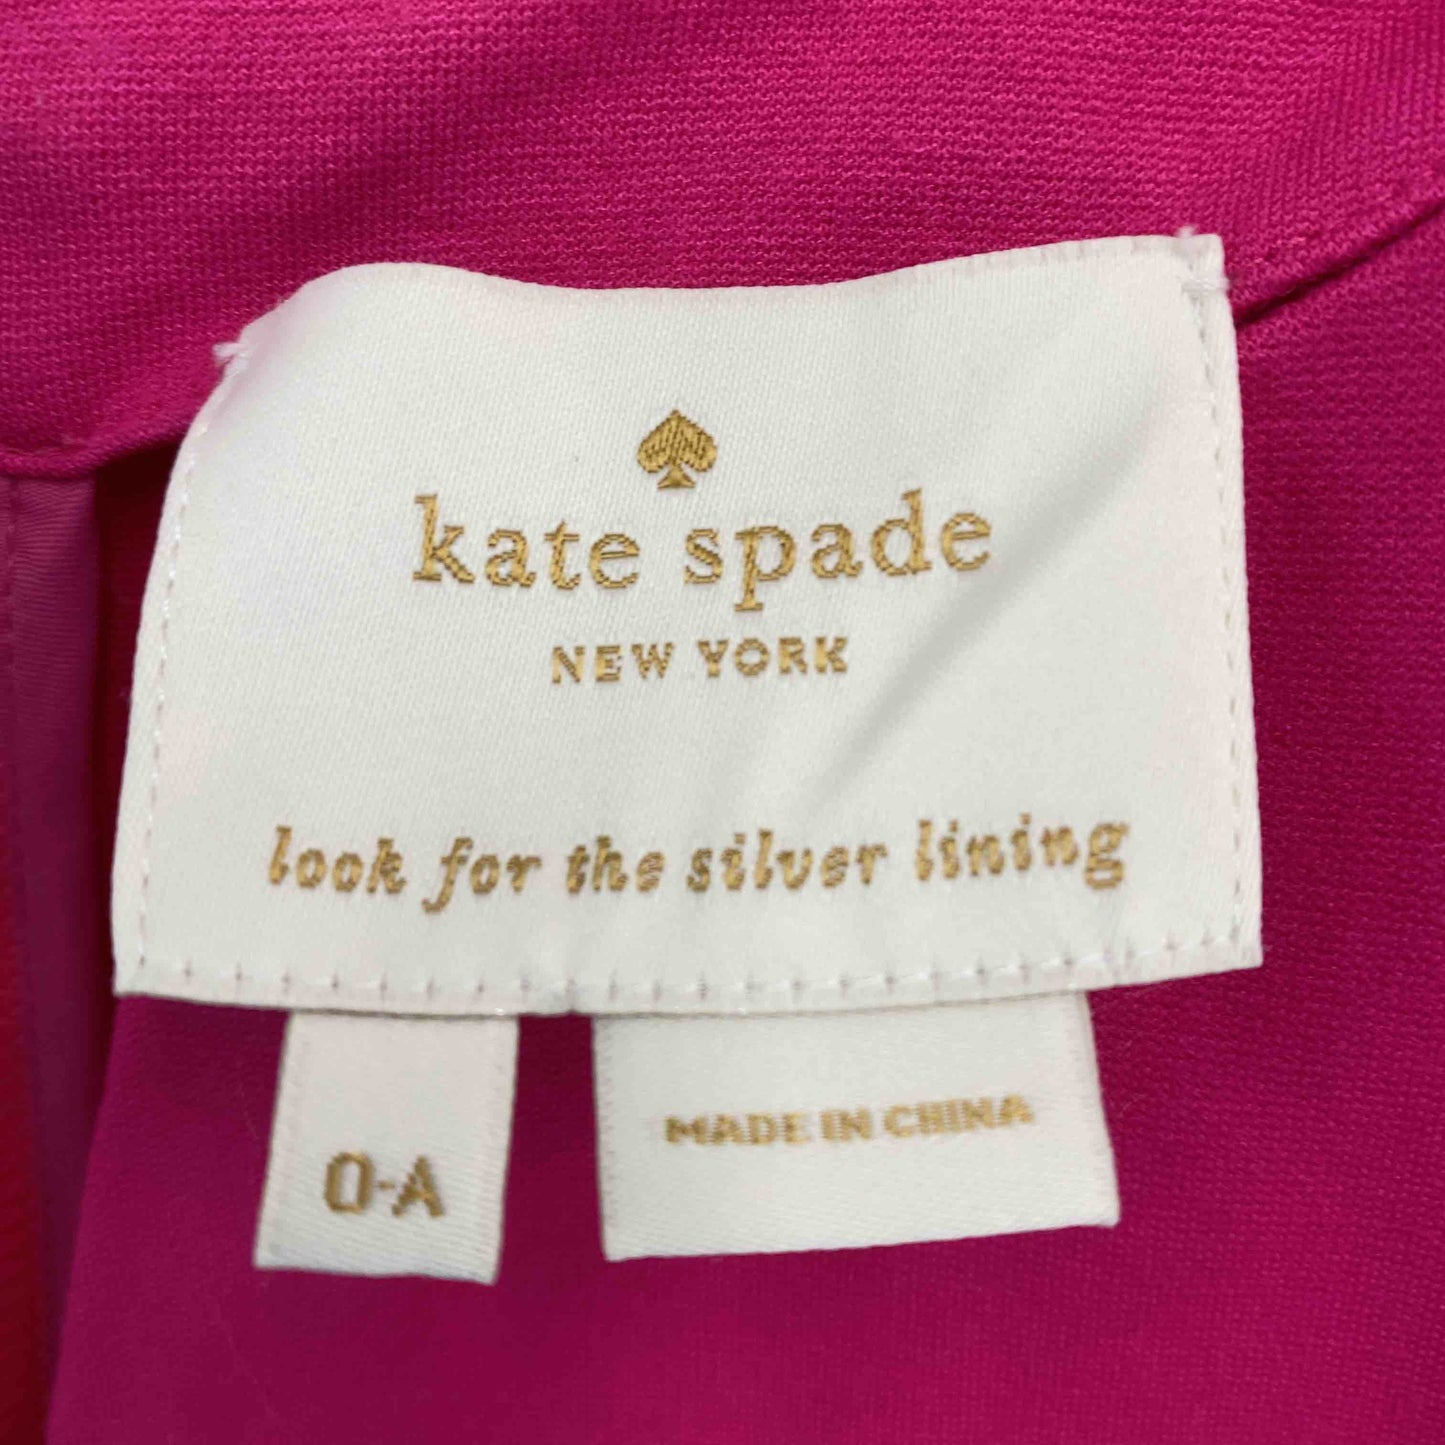 kate spade
NEW YORK
look for the silver lining
0-A
MADE IN CHINA